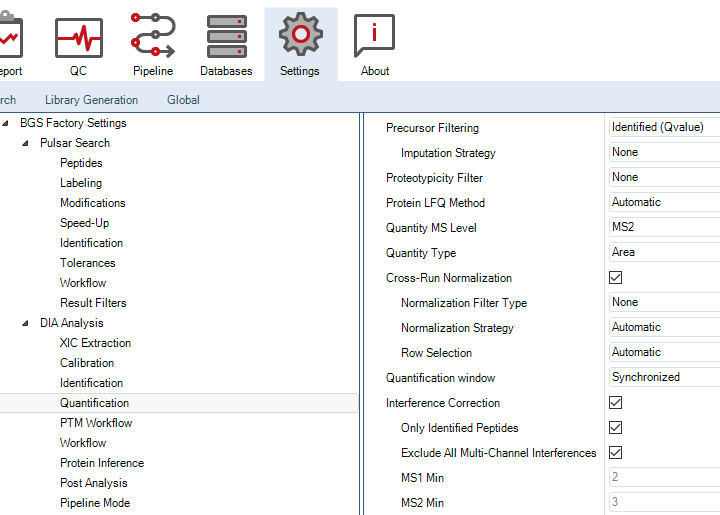 eport
QC
Pipeline
Databases
Settings
About
rch
Library Generation
Global
BGS Factory Settings
Pulsar Search
Peptides
Labeling
Modifications
Speed-Up
Identification
Tolerances
Workflow
Result Filters
DIA Analysis
XIC Extraction
Calibration
Identification
Quantification
PTM Workflow
Workflow
Protein Inference
Post Analysis
Pipeline Mode
Precursor Filtering Identified (Qvalue)
Imputation Strategy None
Proteotypicity Filter None
Protein LFQ Method Automatic
Quantity MS Level MS2
Quantity Type Area
Cross-Run Normalization
Normalization Filter Type None
Normalization Strategy Automatic
Row Selection Automatic
Quantification window Synchronized
Interference Correction
Only Identified Peptides
Exclude All Multi-Channel Interferences
MS1 Min 2
MS2 Min 3